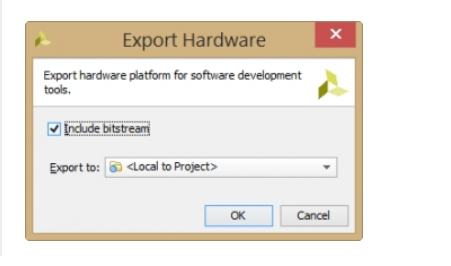 Export Hardware
Export hardware platform for software development
tools.
Include bitstream
Export to: <Local to Project>
OK Cancel